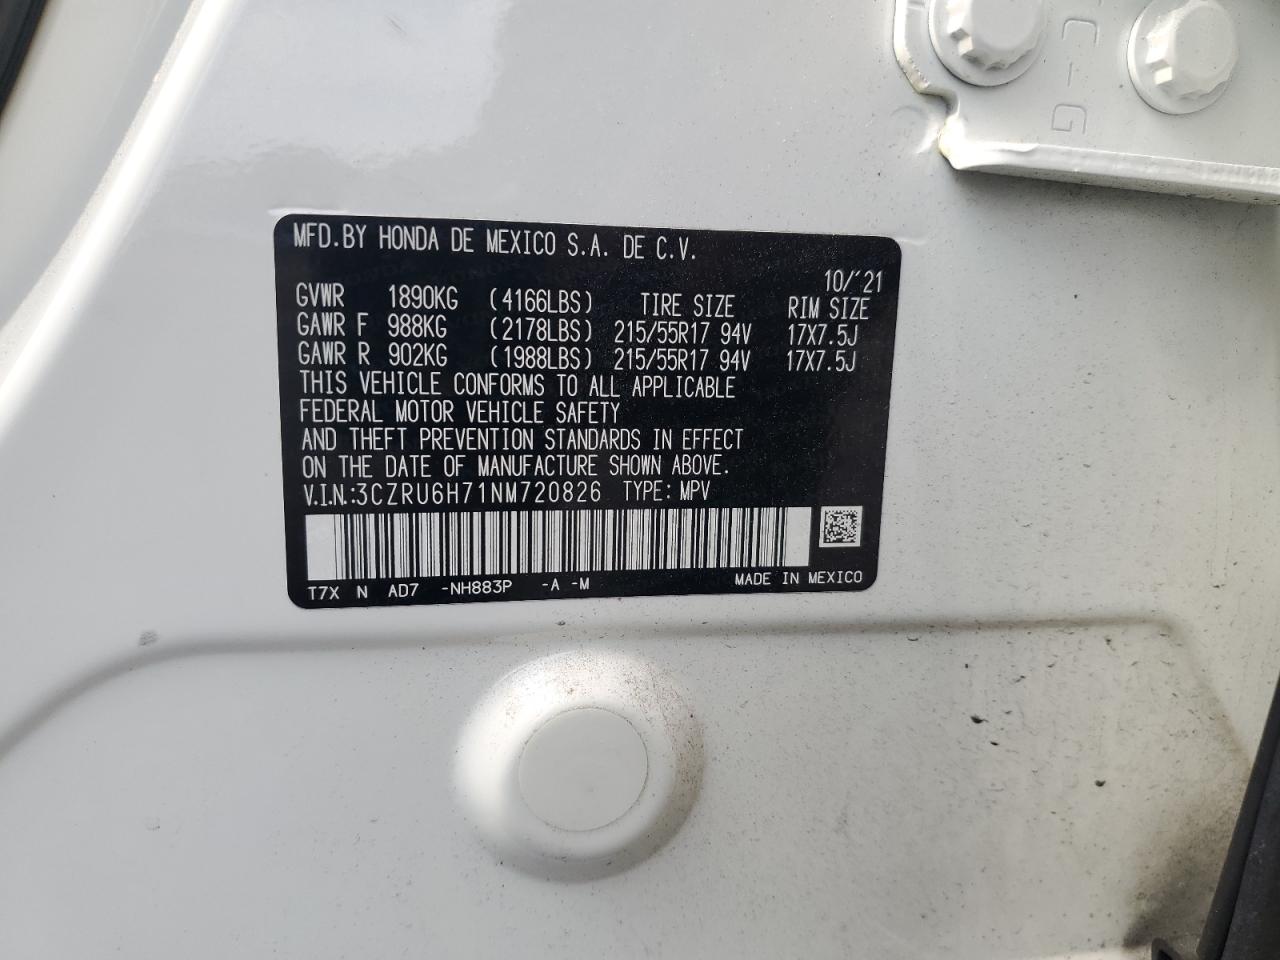 MFD.BY HONDA DE MEXICO S.A. DE C.V.
10/'21
GVWR 1890KG (4166LBS) TIRE SIZE RIM SIZE
GAWR F 988KG (2178LBS) 215/55R17 94V 17X7.5J
GAWR R 902KG (1988LBS) 215/55R17 94V 17X7.5J
THIS VEHICLE CONFORMS TO ALL APPLICABLE
FEDERAL MOTOR VEHICLE SAFETY
AND THEFT PREVENTION STANDARDS IN EFFECT
ON THE DATE OF MANUFACTURE SHOWN ABOVE.
V.I.N.:3CZRU6H71NM720826 TYPE: MPV
T7X N AD7 -NH883P -A -M MADE IN MEXICO